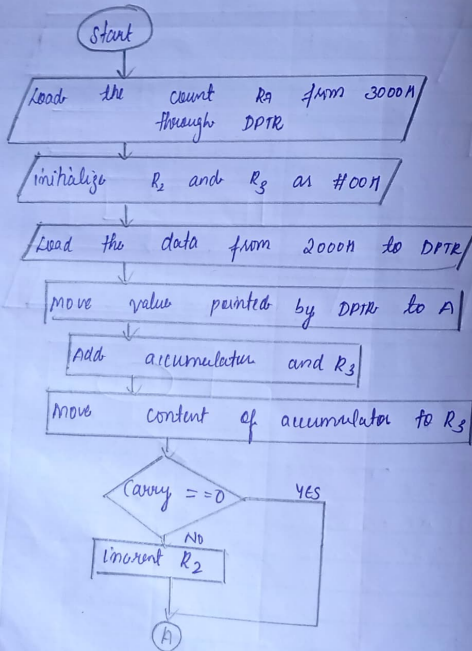 Start
Load the count R7 from 3000H
through DPTR
initialize R2 and R3 as #00H
Load the data from 2000H to DPTR
Move value pointed by DPTR to A
Add accumulator and R3
Move content of accumulator to R3
Carry ==0
YES
NO
incrent R2
A